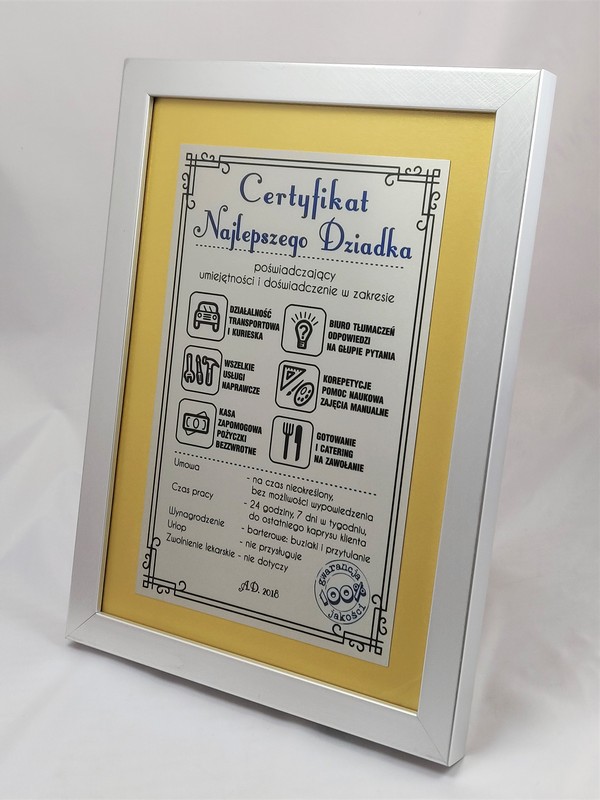 Certyfikat
Najlepszego Dziadka
poświadczający
umiejętności i doświadczenie w zakresie
DZIAŁALNOŚĆ
TRANSPORTOWA
I KURIESKA
BIURO TŁUMACZEŃ
ODPOWIEDZI
NA GŁUPIE PYTANIA
WSZELKIE
USŁUGI
NAPRAWCZE
KOREPETYCJE
POMOC NAUKOWA
ZAJĘCIA MANUALNE
KASA
ZAPOMOGOWA
POŻYCZKI
BEZZWROTNE
GOTOWANIE
I CATERING
NA ZAWOŁANIE
Umowa - na czas nieokreślony,
bez możliwości wypowiedzenia
Czas pracy - 24 godziny, 7 dni w tygodniu,
do ostatniego kaprysu klienta
Wynagrodzenie - barterowe: buziaki i przytulanie
Urlop - nie przysługuje
Zwolnienie lekarskie - nie dotyczy
A.D. 2018
gwarancja
100%
jakości